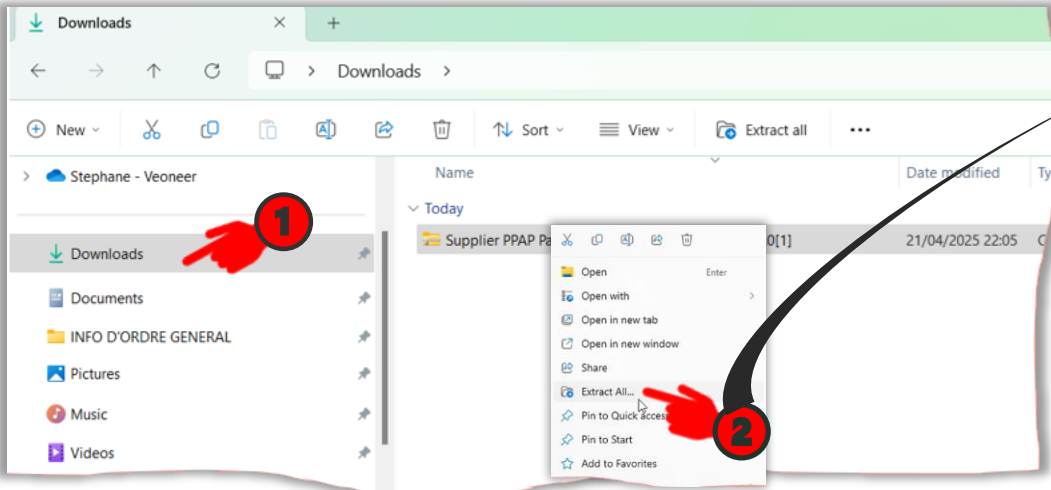 Downloads
Downloads
New
Sort
View
Extract all
Stephane - Veoneer
Name
Date modified
Today
Supplier PPAP 0[1]
21/04/2025 22:05
1
Downloads
Documents
INFO D'ORDRE GENERAL
Pictures
Music
Videos
Open Enter
Open with
Open in new tab
Open in new window
Share
Extract All...
Pin to Quick access
Pin to Start
Add to Favorites
2